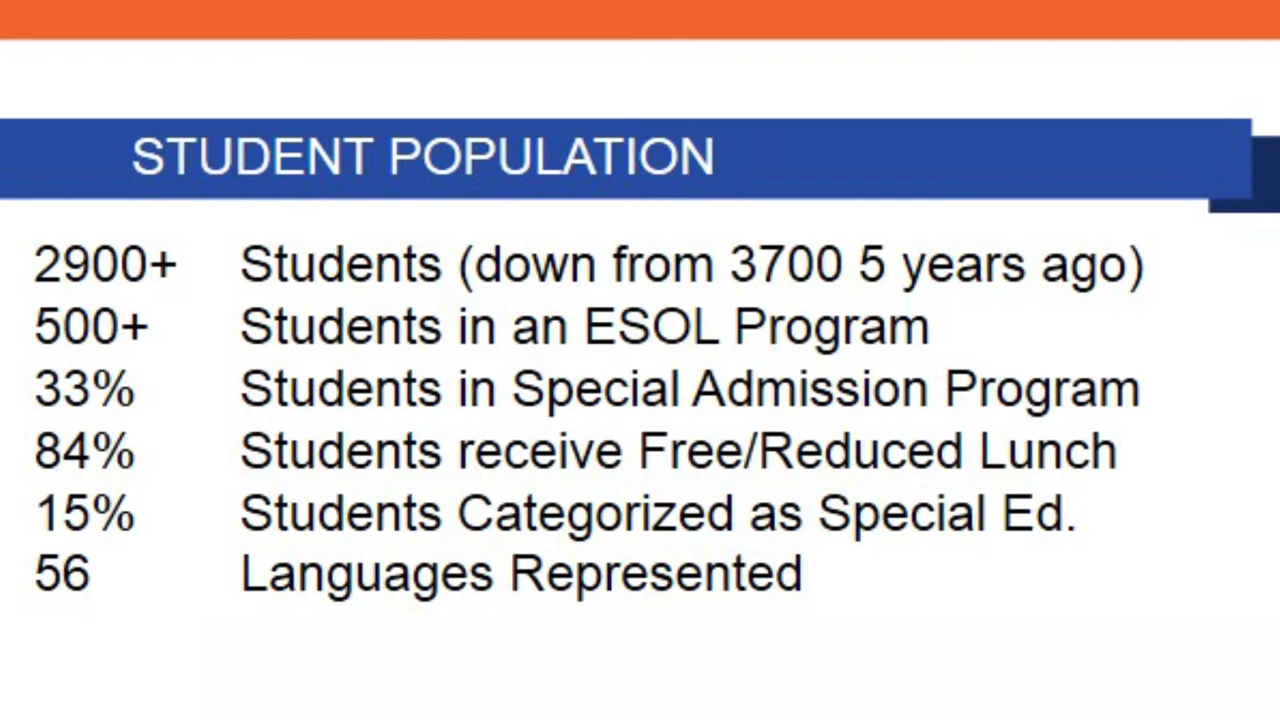 STUDENT POPULATION
2900+ Students (down from 3700 5 years ago)
500+ Students in an ESOL Program
33% Students in Special Admission Program
84% Students receive Free/Reduced Lunch
15% Students Categorized as Special Ed.
56 Languages Represented